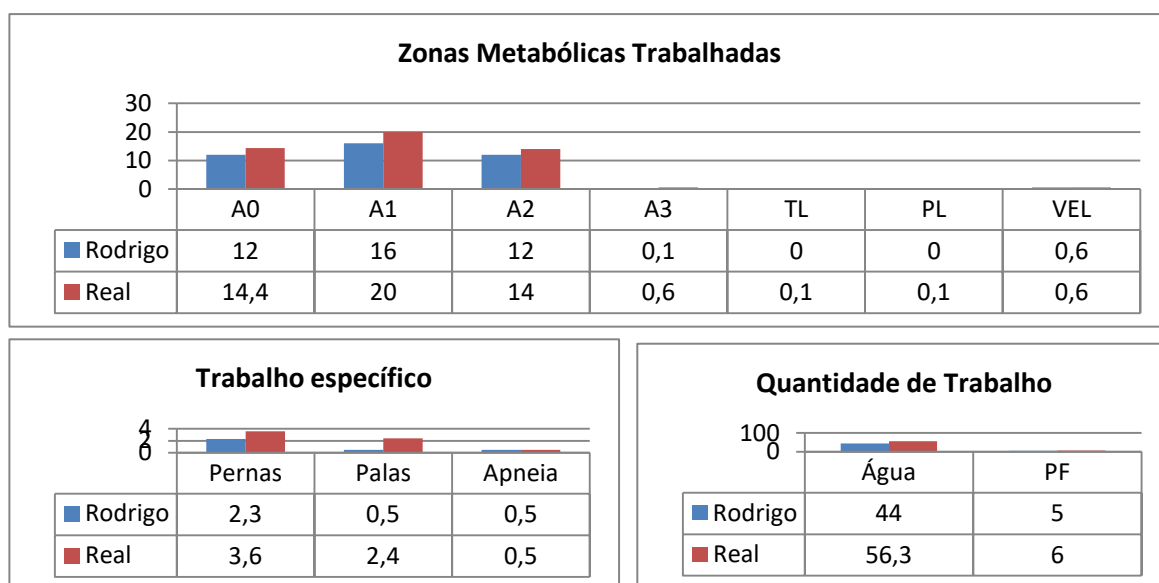 Zonas Metabólicas Trabalhadas
30
20
10
0
A0 A1 A2 A3 TL PL VEL
Rodrigo 12 16 12 0,1 0 0 0,6
Real 14,4 20 14 0,6 0,1 0,1 0,6
Trabalho específico
4
2
0
Pernas Palas Apneia
Rodrigo 2,3 0,5 0,5
Real 3,6 2,4 0,5
Quantidade de Trabalho
100
0
Água PF
Rodrigo 44 5
Real 56,3 6